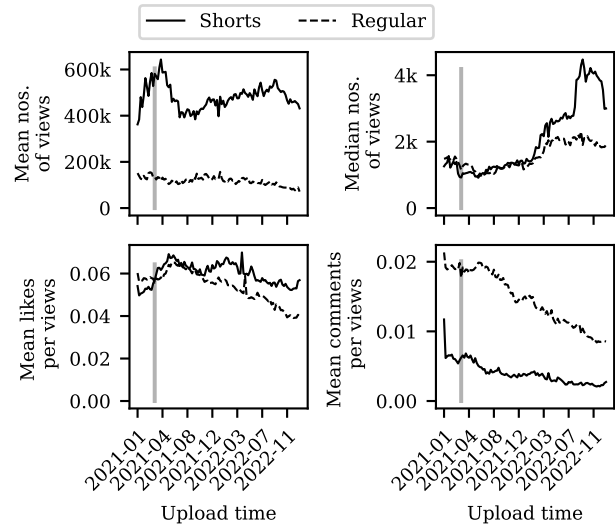 Shorts
Regular
Mean nos.
of views
600k
400k
200k
0
Median nos.
of views
4k
2k
0
Mean likes
per views
0.06
0.04
0.02
0.00
Mean comments
per views
0.02
0.01
0.00
2021-01
2021-04
2021-08
2021-12
2022-03
2022-07
2022-11
Upload time
2021-01
2021-04
2021-08
2021-12
2022-03
2022-07
2022-11
Upload time